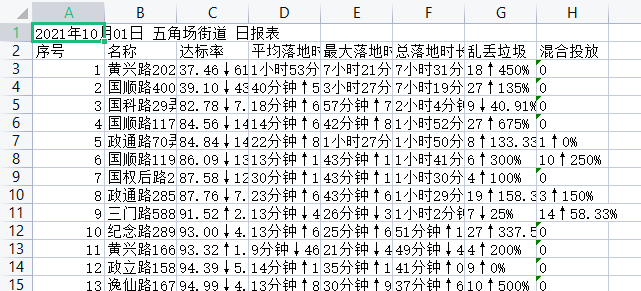 A B C D E F G H
1 2021年10月01日 五角场街道 日报表
2 序号 名称 达标率 平均落地时 最大落地时 总落地时长 乱丢垃圾 混合投放
3 1 黄兴路202 37.46↓61 1小时53分 7小时21分 7小时31分 18↑450% 0
4 2 国顺路400 39.10↓43 40分钟↑5 3小时27分 7小时19分 27↑135% 0
5 3 国科路29弄 82.78↓7. 18分钟↑6 57分钟↑7 2小时4分钟 9↓40.91% 0
6 4 国顺路117 84.56↓14 14分钟↑6 42分钟↑8 1小时52分 27↑675% 0
7 5 政通路70弄 84.84↓14 22分钟↑8 1小时27分 1小时50分 8↑133.33 1↑0%
8 6 国顺路119 86.09↓13 13分钟↑1 43分钟↑1 1小时41分 6↑300% 10↑250%
9 7 国权后路2 87.58↓12 30分钟↑1 43分钟↑1 1小时30分 4↑100% 0
10 8 政通路285 87.76↓7. 23分钟↑6 43分钟↑6 1小时29分 19↑158.3 3↑150%
11 9 三门路588 91.52↓2. 13分钟↓4 26分钟↓3 1小时2分钟 7↓25% 14↑58.33%
12 10 纪念路289 93.00↓4. 13分钟↑6 25分钟↑0 51分钟↑1 27↑337.5 0
13 11 黄兴路166 93.32↑1. 9分钟↓46 21分钟↓4 49分钟↓4 4↑200% 0
14 12 政立路158 94.39↓5. 14分钟↑1 35分钟↑1 41分钟↑0 9↑0% 0
15 13 逸仙路167 94.99↓4. 13分钟↑6 30分钟↑9 37分钟↑6 10↑500% 0